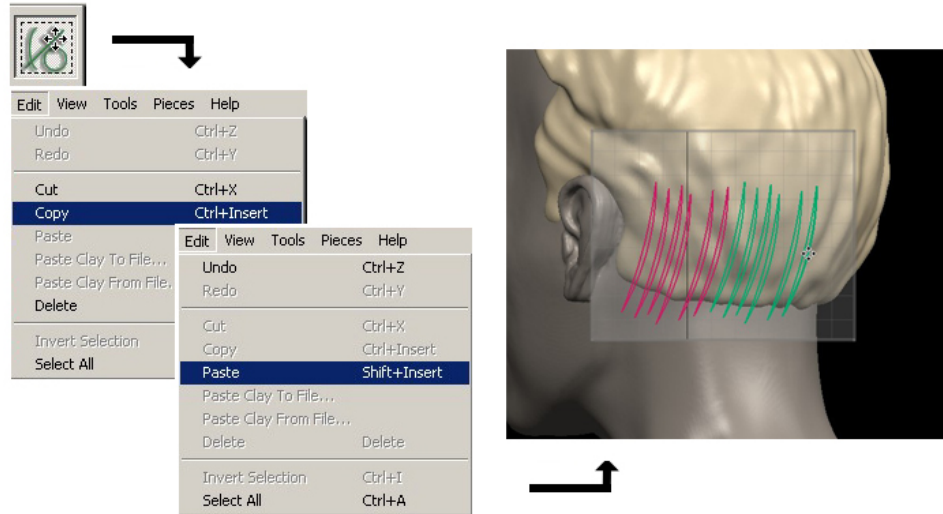 Edit View Tools Pieces Help
Undo Ctrl+Z
Redo Ctrl+Y
Cut Ctrl+X
Copy Ctrl+Insert
Paste
Paste Clay To File...
Paste Clay From File.
Delete
Invert Selection
Select All
Edit View Tools Pieces Help
Undo Ctrl+Z
Redo Ctrl+Y
Cut Ctrl+X
Copy Ctrl+Insert
Paste Shift+Insert
Paste Clay To File...
Paste Clay From File...
Delete Delete
Invert Selection Ctrl+I
Select All Ctrl+A